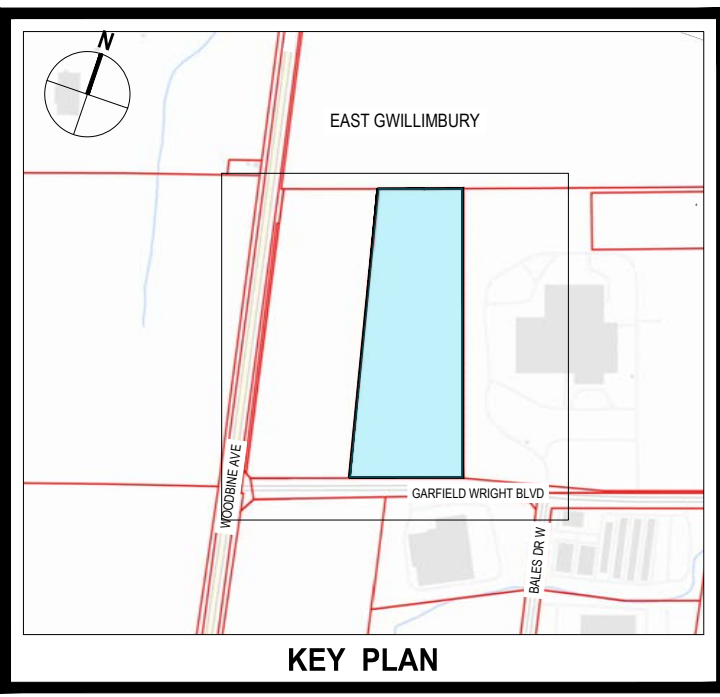 N
EAST GWILLIMBURY
WOODBINE AVE
GARFIELD WRIGHT BLVD
BALES DR W
KEY PLAN